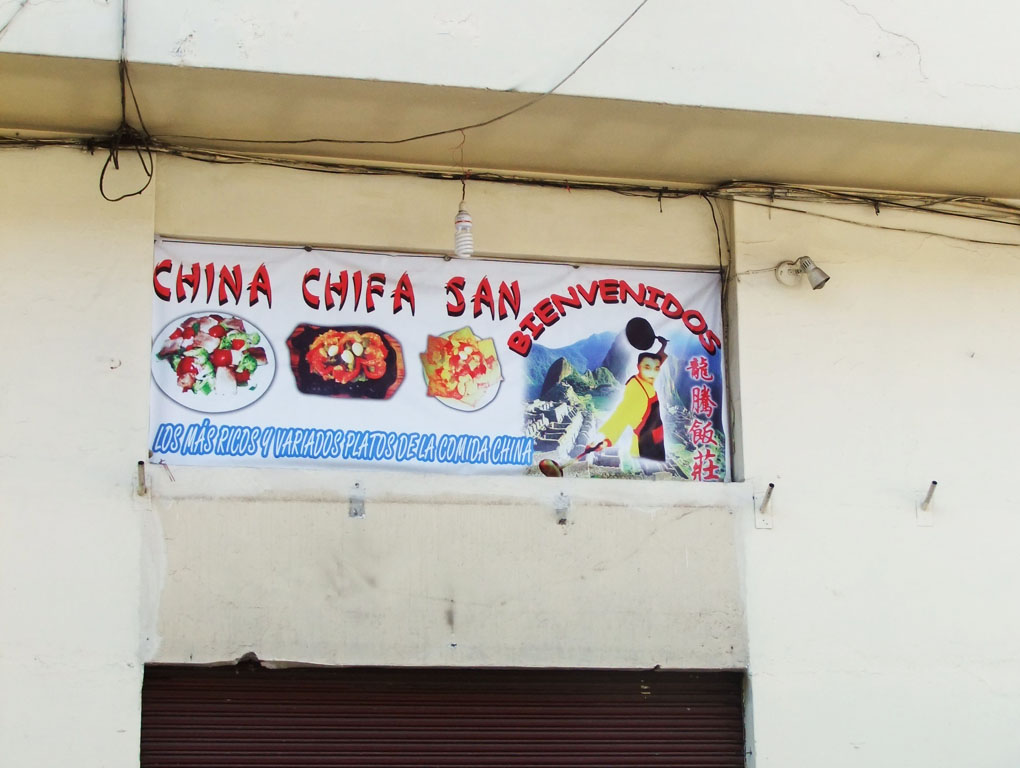 CHINA CHIFA SAN
BIENVENIDOS
龍騰飯莊
LOS MÁS RICOS Y VARIADOS PLATOS DE LA COMIDA CHINA